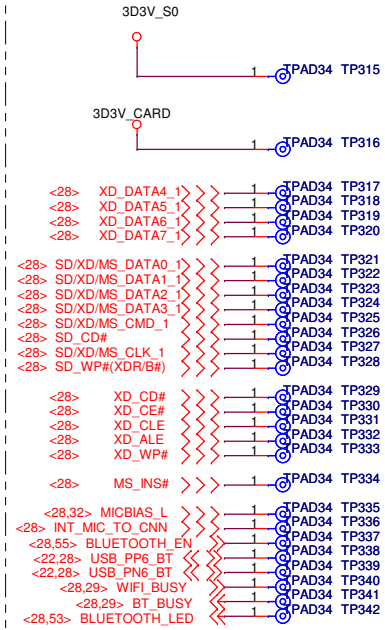 3D3V_S0
1 TPAD34 TP315
3D3V_CARD
1 TPAD34 TP316
<28> XD_DATA4_1 1 TPAD34 TP317
<28> XD_DATA5_1 1 TPAD34 TP318
<28> XD_DATA6_1 1 TPAD34 TP319
<28> XD_DATA7_1 1 TPAD34 TP320
<28> SD/XD/MS_DATA0_1 1 TPAD34 TP321
<28> SD/XD/MS_DATA1_1 1 TPAD34 TP322
<28> SD/XD/MS_DATA2_1 1 TPAD34 TP323
<28> SD/XD/MS_DATA3_1 1 TPAD34 TP324
<28> SD/XD/MS_CMD_1 1 TPAD34 TP325
<28> SD_CD# 1 TPAD34 TP326
<28> SD/XD/MS_CLK_1 1 TPAD34 TP327
<28> SD_WP#(XDR/B#) 1 TPAD34 TP328
<28> XD_CD# 1 TPAD34 TP329
<28> XD_CE# 1 TPAD34 TP330
<28> XD_CLE 1 TPAD34 TP331
<28> XD_ALE 1 TPAD34 TP332
<28> XD_WP# 1 TPAD34 TP333
<28> MS_INS# 1 TPAD34 TP334
<28,32> MICBIAS_L 1 TPAD34 TP335
<28> INT_MIC_TO_CNN 1 TPAD34 TP336
<28,55> BLUETOOTH_EN 1 TPAD34 TP337
<22,28> USB_PP6_BT 1 TPAD34 TP338
<22,28> USB_PN6_BT 1 TPAD34 TP339
<28,29> WIFI_BUSY 1 TPAD34 TP340
<28,29> BT_BUSY 1 TPAD34 TP341
<28,53> BLUETOOTH_LED 1 TPAD34 TP342